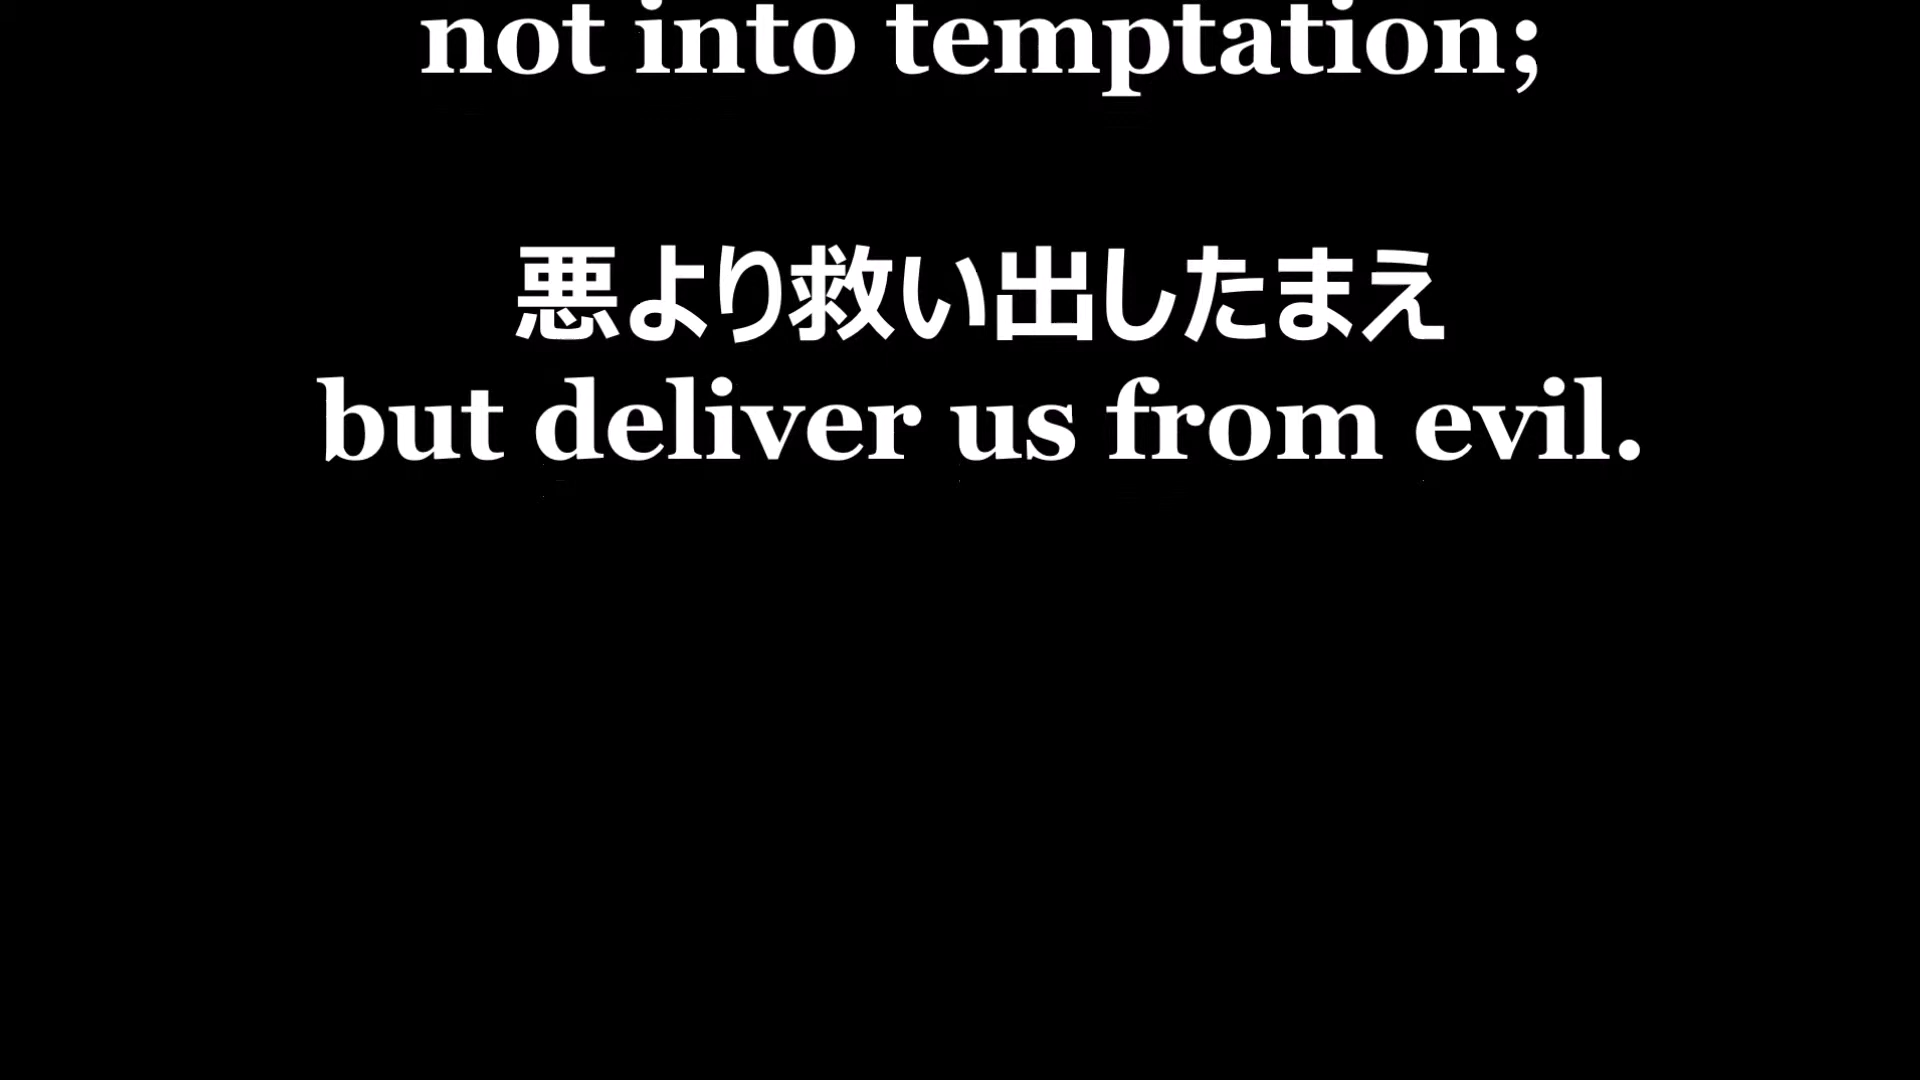 not into temptation;
悪より救い出したまえ
but deliver us from evil.